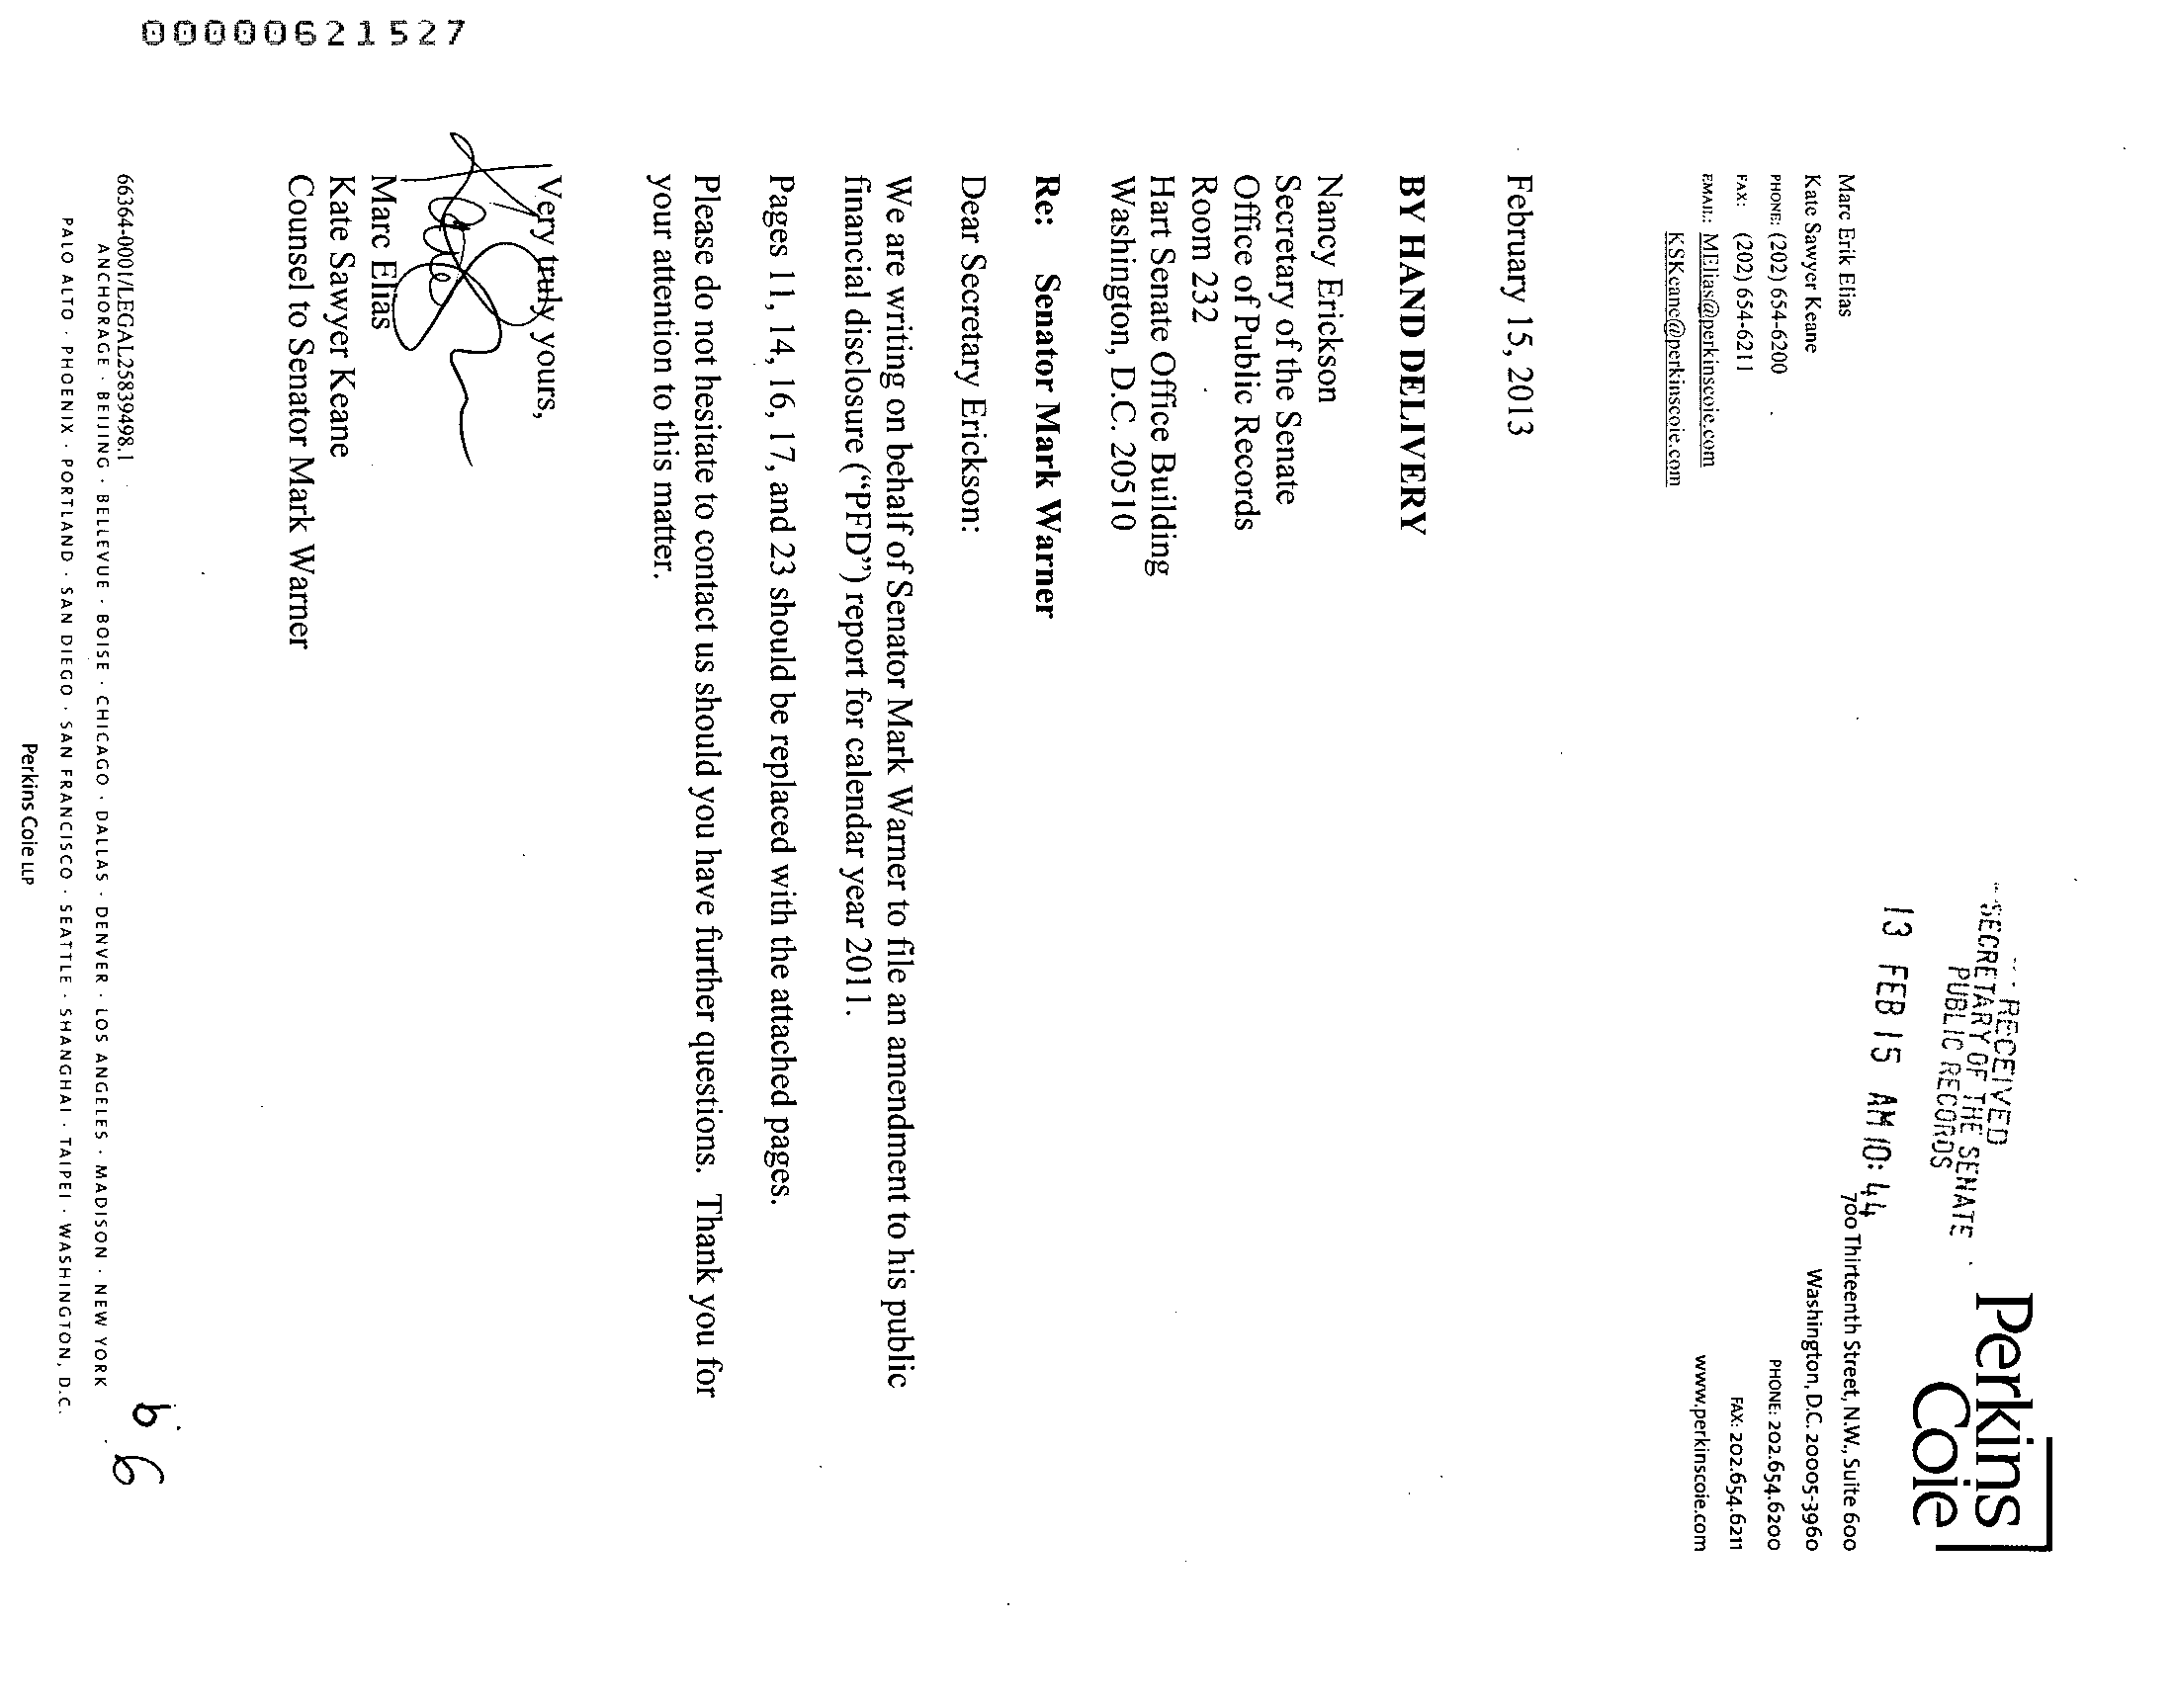 00000621527
RECEIVED
SECRETARY OF THE SENATE
PUBLIC RECORDS
13 FEB 15 AM 10:44
Perkins
Coie
Marc Erik Elias
Kate Sawyer Keane
PHONE: (202) 654-6200
FAX: (202) 654-6211
EMAIL: MElias@perkinscoie.com
KSKeane@perkinscoie.com
700 Thirteenth Street, N.W., Suite 600
Washington, D.C. 20005-3960
PHONE: 202.654.6200
FAX: 202.654.6211
www.perkinscoie.com
February 15, 2013
BY HAND DELIVERY
Nancy Erickson
Secretary of the Senate
Office of Public Records
Room 232
Hart Senate Office Building
Washington, D.C. 20510
Re: Senator Mark Warner
Dear Secretary Erickson:
We are writing on behalf of Senator Mark Warner to file an amendment to his public
financial disclosure (“PFD”) report for calendar year 2011.
Pages 11, 14, 16, 17, and 23 should be replaced with the attached pages.
Please do not hesitate to contact us should you have further questions. Thank you for
your attention to this matter.
Very truly yours,
Marc Elias
Kate Sawyer Keane
Counsel to Senator Mark Warner
66364-0001/LEGAL25839498.1
ANCHORAGE · BEIJING · BELLEVUE · BOISE · CHICAGO · DALLAS · DENVER · LOS ANGELES · MADISON · NEW YORK
PALO ALTO · PHOENIX · PORTLAND · SAN DIEGO · SAN FRANCISCO · SEATTLE · SHANGHAI · TAIPEI · WASHINGTON, D.C.
Perkins Coie LLP